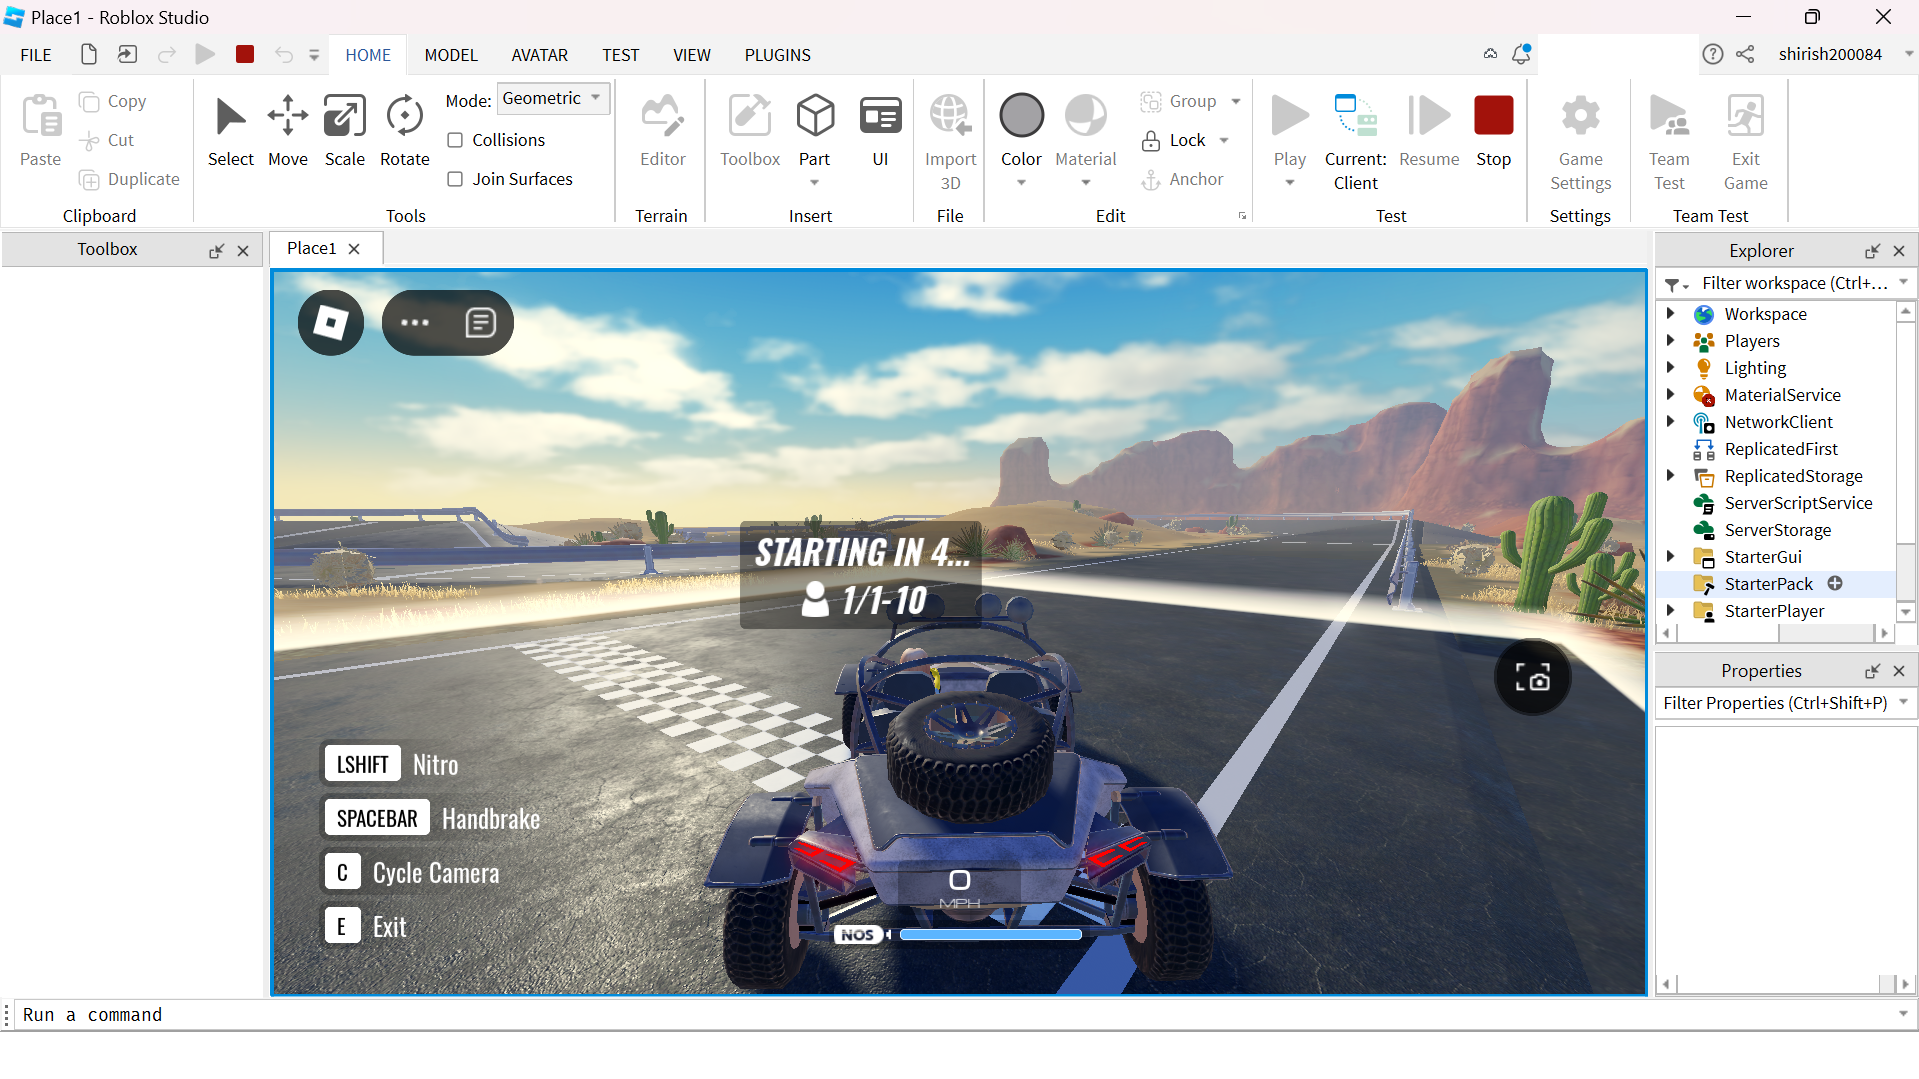 Place1 - Roblox Studio
FILE HOME MODEL AVATAR TEST VIEW PLUGINS shirish200084
Paste Copy Cut Duplicate
Clipboard
Select Move Scale Rotate Mode: Geometric
Collisions
Join Surfaces
Tools
Editor
Terrain
Toolbox Part UI
Insert
Import 3D
File
Color Material Group Lock Anchor
Edit
Play Current: Client Resume Stop
Test
Game Settings
Settings
Team Test Exit Game
Team Test
Toolbox
Place1
STARTING IN 4...
1/1-10
LSHIFT Nitro
SPACEBAR Handbrake
C Cycle Camera
E Exit
0
MPH
NOS
Explorer
Filter workspace (Ctrl+...
Workspace
Players
Lighting
MaterialService
NetworkClient
ReplicatedFirst
ReplicatedStorage
ServerScriptService
ServerStorage
StarterGui
StarterPack
StarterPlayer
Properties
Filter Properties (Ctrl+Shift+P)
Run a command